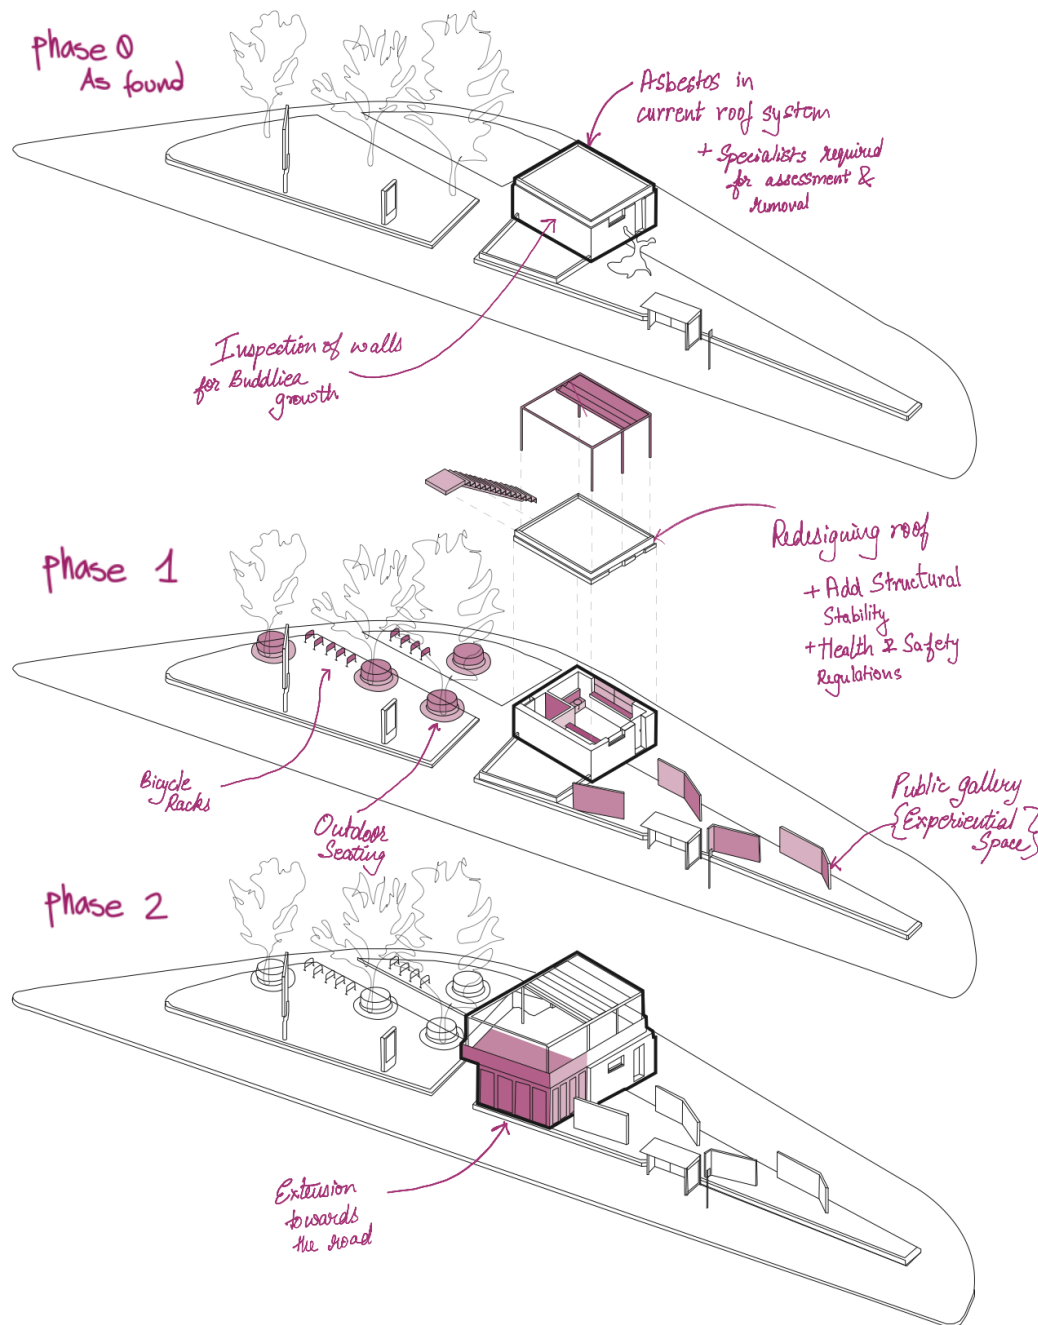 phase 0
As found
Asbestos in
current roof system
+ Specialists required
for assessment &
removal
Inspection of walls
for Buddliea
growth
phase 1
Redesigning roof
+ Add Structural
Stability
+ Health & Safety
Regulations
Bicycle
Racks
Outdoor
Seating
Public gallery
{Experiential
Space}
phase 2
Extension
towards
the road